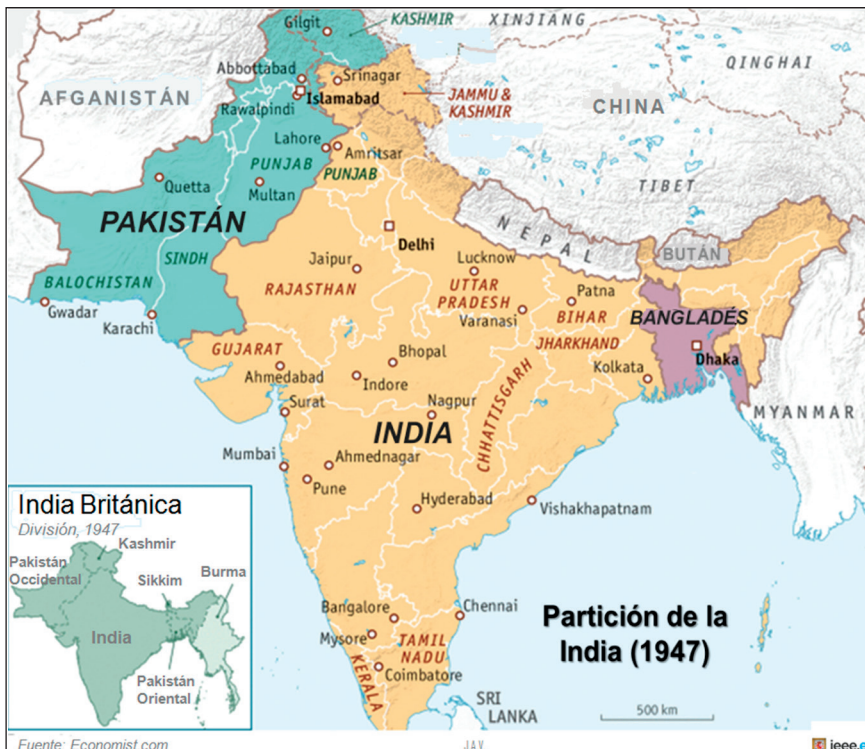 Gilgit
KASHMIR
XINJIANG
QINGHAI
Abbottabad
Srinagar
AFGANISTÁN
Islamabad
Rawalpindi
JAMMU &
KASHMIR
CHINA
Lahore
Amritsar
PUNJAB
PUNJAB
Quetta
Multan
TIBET
PAKISTÁN
NEPAL
Delhi
BUTÁN
SINDH
Jaipur
Lucknow
BALOCHISTAN
RAJASTHAN
UTTAR
PRADESH
Patna
Gwadar
Karachi
Varanasi
BIHAR
BANGLADÉS
GUJARAT
Bhopal
JHARKHAND
Dhaka
Ahmedabad
Indore
Kolkata
CHHATTISGARH
Surat
Nagpur
MYANMAR
INDIA
Mumbai
Ahmednagar
Pune
Hyderabad
Vishakhapatnam
India Británica
División, 1947
Kashmir
Pakistán
Occidental
Sikkim
Burma
India
Pakistán
Oriental
Bangalore
Chennai
Mysore
TAMIL
NADU
KERALA
Coimbatore
Partición de la
India (1947)
SRI
LANKA
500 km
Fuente: Economist.com
JAV
ieee.